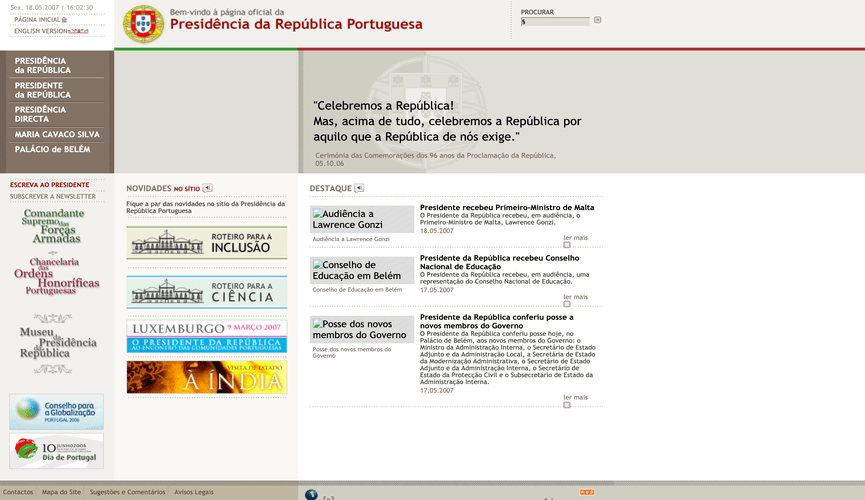 Sex. 18.05.2007 | 16:02:30
PÁGINA INICIAL
ENGLISH VERSION
Bem-vindo à página oficial da
Presidência da República Portuguesa
PROCURAR
PRESIDÊNCIA
da REPÚBLICA
PRESIDENTE
da REPÚBLICA
PRESIDÊNCIA
DIRECTA
MARIA CAVACO SILVA
PALÁCIO de BELÉM
"Celebremos a República!
Mas, acima de tudo, celebremos a República por
aquilo que a República de nós exige."
Cerimónia das Comemorações dos 96 anos da Proclamação da República,
05.10.06
ESCREVA AO PRESIDENTE
SUBSCREVER A NEWSLETTER
Comandante
Supremo das
Forças
Armadas
Chancelaria
das
Ordens
Honoríficas
Portuguesas
Museu
da
Presidência
da
República
Conselho para
a Globalização
PORTUGAL 2006
10 JUNHO2006
Dia de Portugal
NOVIDADES NO SÍTIO
Fique a par das novidades no sítio da Presidência da
República Portuguesa
ROTEIRO PARA A
INCLUSÃO
ROTEIRO PARA A
CIÊNCIA
LUXEMBURGO 9 MARÇO 2007
O PRESIDENTE DA REPÚBLICA
AO ENCONTRO DAS COMUNIDADES PORTUGUESAS
VISITA DE ESTADO
À ÍNDIA
DESTAQUE
Audiência a
Lawrence Gonzi
Audiência a Lawrence Gonzi
Presidente recebeu Primeiro-Ministro de Malta
O Presidente da República recebeu, em audiência, o
Primeiro-Ministro de Malta, Lawrence Gonzi.
18.05.2007
ler mais
Conselho de
Educação em Belém
Conselho de Educação em Belém
Presidente da República recebeu Conselho
Nacional de Educação
O Presidente da República recebeu, em audiência, uma
representação do Conselho Nacional de Educação.
17.05.2007
ler mais
Posse dos novos
membros do Governo
Posse dos novos membros do
Governo
Presidente da República conferiu posse a
novos membros do Governo
O Presidente da República conferiu posse hoje, no
Palácio de Belém, aos novos membros do Governo: o
Ministro da Administração Interna, o Secretário de Estado
Adjunto e da Administração Local, a Secretária de Estado
da Modernização Administrativa, o Secretário de Estado
Adjunto e da Administração Interna, o Secretário de
Estado da Protecção Civil e o Subsecretário de Estado da
Administração Interna.
17.05.2007
ler mais
Contactos
Mapa do Site
Sugestões e Comentários
Avisos Legais